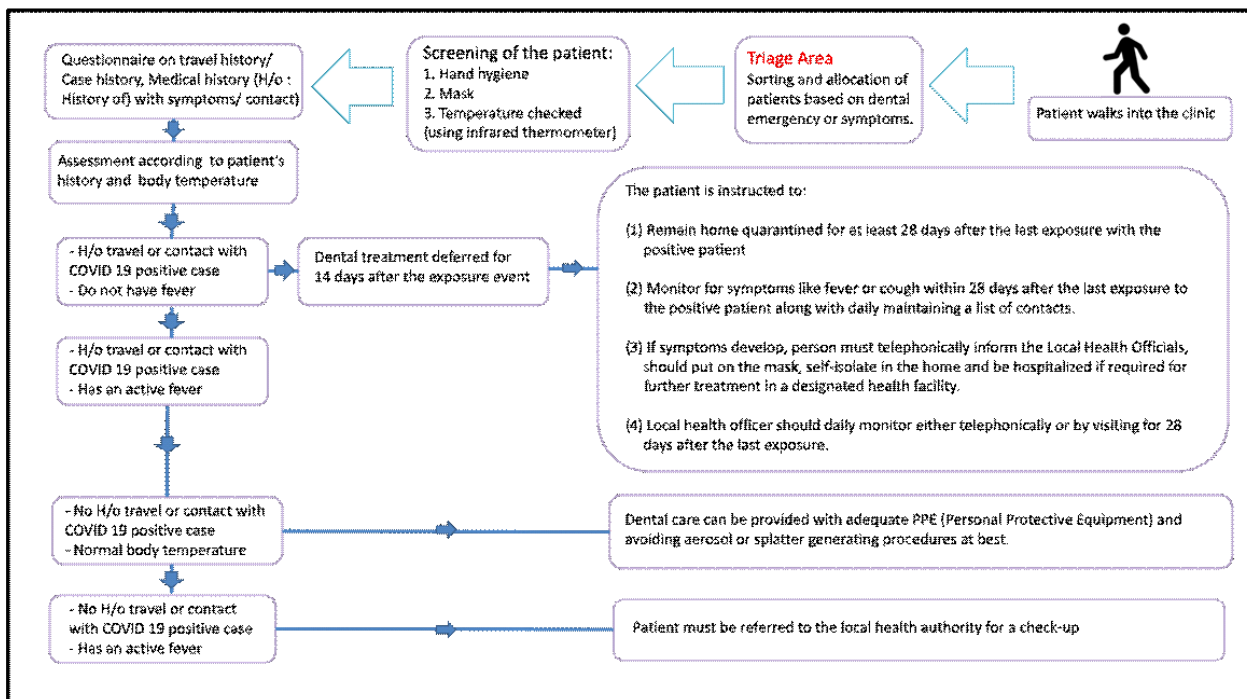 Patient walks into the clinic
Triage Area
Sorting and allocation of
patients based on dental
emergency or symptoms.
Screening of the patient:
1. Hand hygiene
2. Mask
3. Temperature checked
(using infrared thermometer)
Questionnaire on travel history/
Case history, Medical history (H/o :
History of) with symptoms/ contact)
Assessment according to patient's
history and body temperature
- H/o travel or contact with
COVID 19 positive case
- Do not have fever
Dental treatment deferred for
14 days after the exposure event
The patient is instructed to:
(1) Remain home quarantined for at least 28 days after the last exposure with the
positive patient
(2) Monitor for symptoms like fever or cough within 28 days after the last exposure to
the positive patient along with daily maintaining a list of contacts.
(3) If symptoms develop, person must telephonically inform the Local Health Officials,
should put on the mask, self-isolate in the home and be hospitalized if required for
further treatment in a designated health facility.
(4) Local health officer should daily monitor either telephonically or by visiting for 28
days after the last exposure.
- H/o travel or contact with
COVID 19 positive case
- Has an active fever
- No H/o travel or contact with
COVID 19 positive case
- Normal body temperature
Dental care can be provided with adequate PPE (Personal Protective Equipment) and
avoiding aerosol or splatter generating procedures at best.
- No H/o travel or contact
with COVID 19 positive case
- Has an active fever
Patient must be referred to the local health authority for a check-up